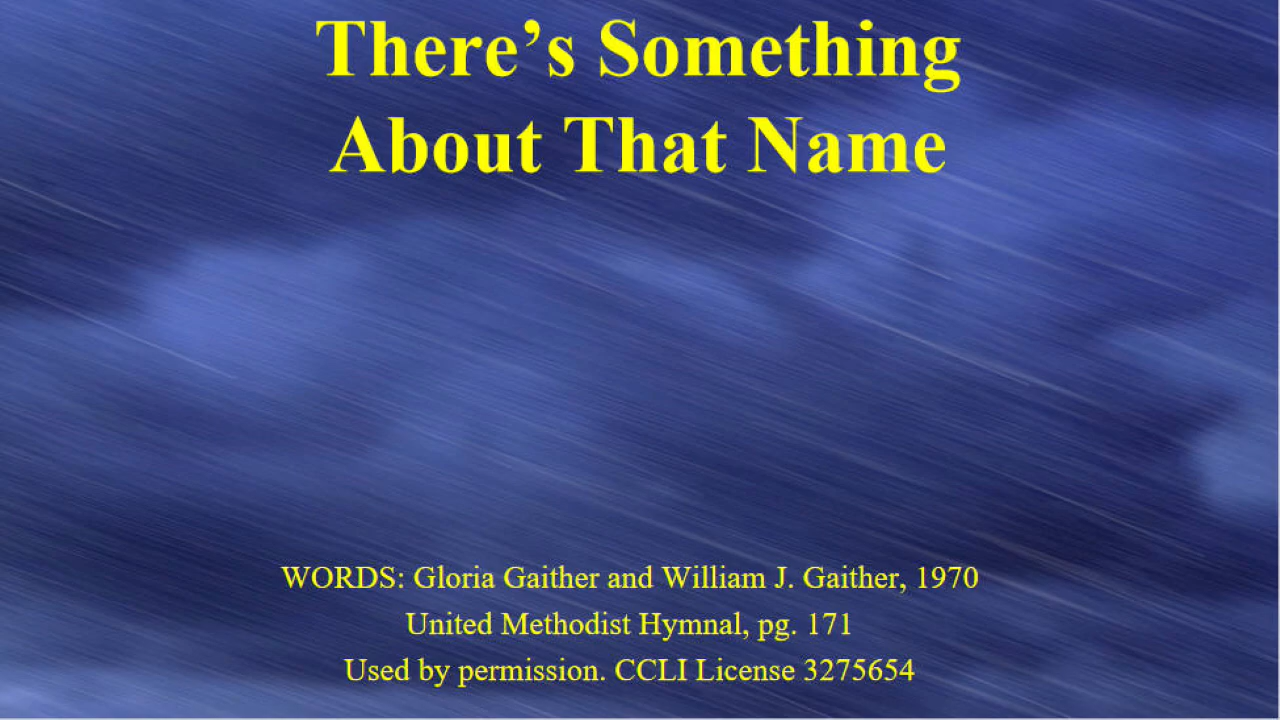 There’s Something
About That Name
WORDS: Gloria Gaither and William J. Gaither, 1970
United Methodist Hymnal, pg. 171
Used by permission. CCLI License 3275654